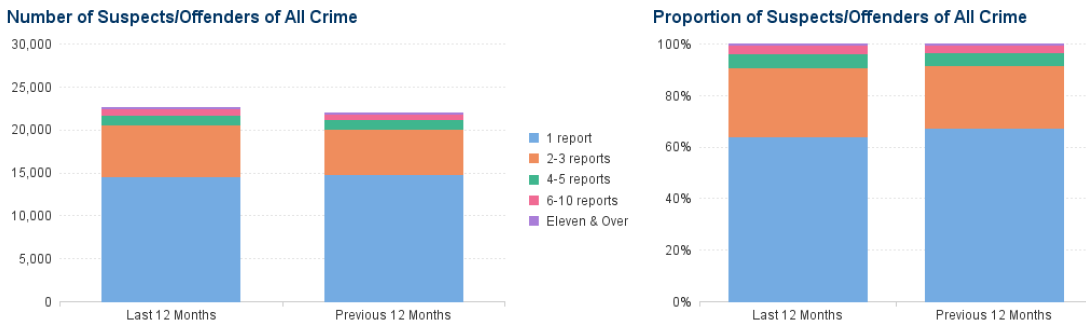 Number of Suspects/Offenders of All Crime
30,000
25,000
20,000
15,000
10,000
5,000
0
Last 12 Months
Previous 12 Months
1 report
2-3 reports
4-5 reports
6-10 reports
Eleven & Over
Proportion of Suspects/Offenders of All Crime
100%
80%
60%
40%
20%
0%
Last 12 Months
Previous 12 Months